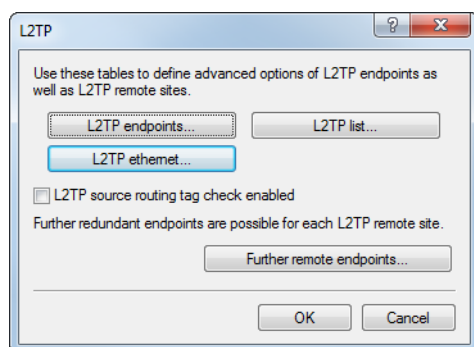 L2TP
Use these tables to define advanced options of L2TP endpoints as
well as L2TP remote sites.
L2TP endpoints...
L2TP list...
L2TP ethernet...
L2TP source routing tag check enabled
Further redundant endpoints are possible for each L2TP remote site.
Further remote endpoints...
OK
Cancel